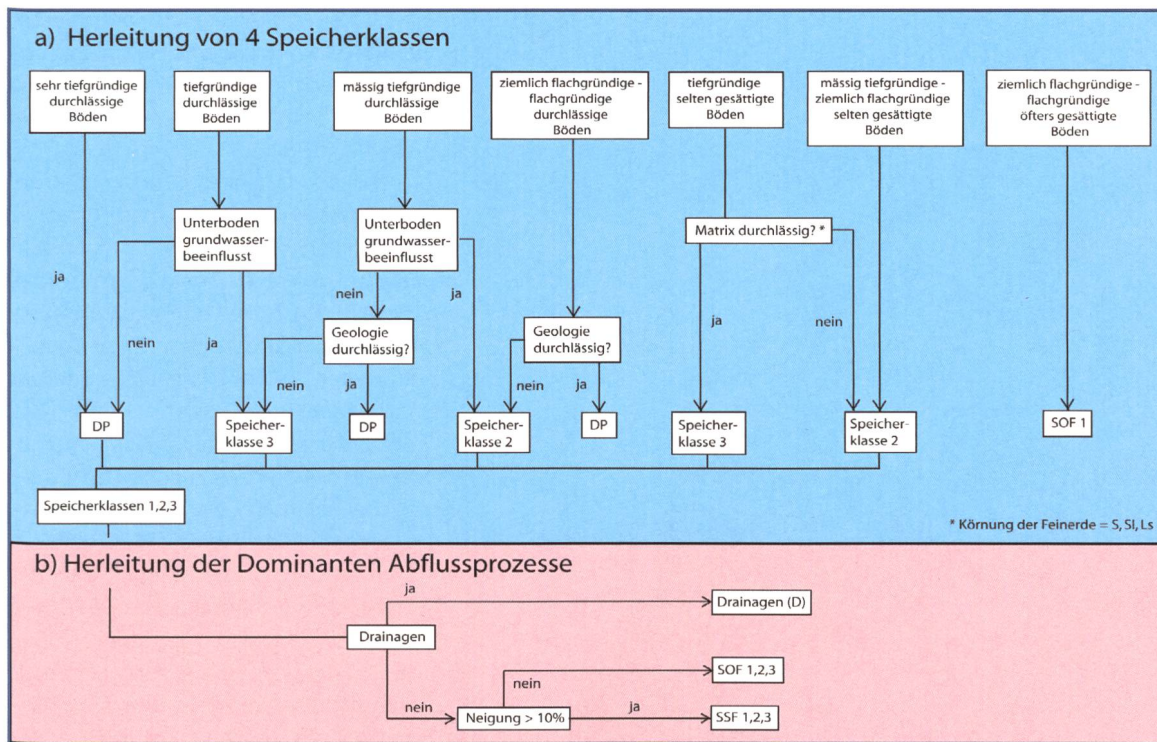 a) Herleitung von 4 Speicherklassen
sehr tiefgründige
durchlässige
Böden
tiefgründige
durchlässige
Böden
mässig tiefgründige
durchlässige
Böden
ziemlich flachgründige -
flachgründige
durchlässige
Böden
tiefgründige
selten gesättigte
Böden
mässig tiefgründige -
ziemlich flachgründige
selten gesättigte
Böden
ziemlich flachgründige -
flachgründige
öfters gesättigte
Böden
Unterboden
grundwasser-
beeinflusst
Unterboden
grundwasser-
beeinflusst
Matrix durchlässig? *
ja
nein
ja
nein
ja
Geologie
durchlässig?
nein
ja
Geologie
durchlässig?
nein
ja
ja
nein
DP
Speicher-
klasse 3
DP
Speicher-
klasse 2
DP
Speicher-
klasse 3
Speicher-
klasse 2
SOF 1
Speicherklassen 1,2,3
* Körnung der Feinerde = S, Sl, Ls
b) Herleitung der Dominanten Abflussprozesse
ja
Drainagen (D)
Drainagen
nein
SOF 1,2,3
nein
Neigung > 10%
ja
SSF 1,2,3